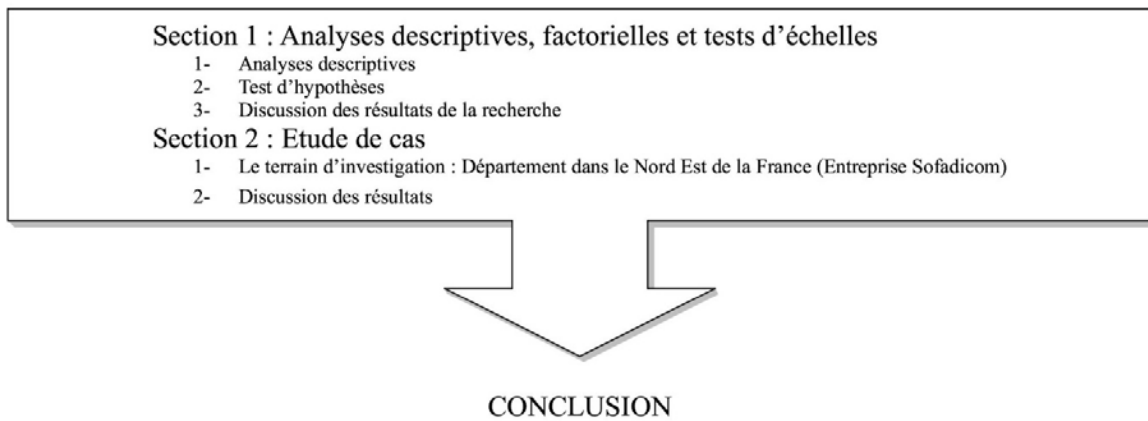 Section 1 : Analyses descriptives, factorielles et tests d’échelles
1- Analyses descriptives
2- Test d’hypothèses
3- Discussion des résultats de la recherche
Section 2 : Etude de cas
1- Le terrain d’investigation : Département dans le Nord Est de la France (Entreprise Sofadicom)
2- Discussion des résultats
CONCLUSION